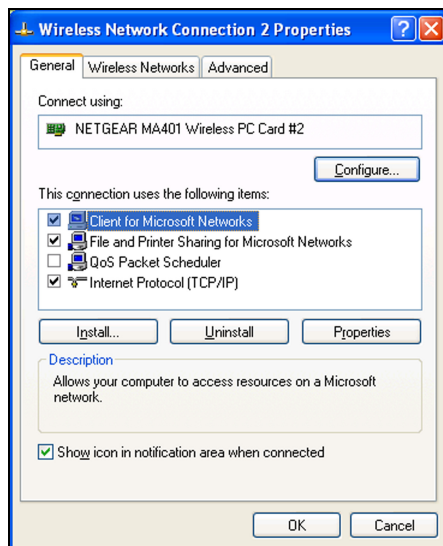 Wireless Network Connection 2 Properties
General Wireless Networks Advanced
Connect using:
NETGEAR MA401 Wireless PC Card #2
Configure...
This connection uses the following items:
Client for Microsoft Networks
File and Printer Sharing for Microsoft Networks
QoS Packet Scheduler
Internet Protocol (TCP/IP)
Install... Uninstall Properties
Description
Allows your computer to access resources on a Microsoft
network.
Show icon in notification area when connected
OK Cancel